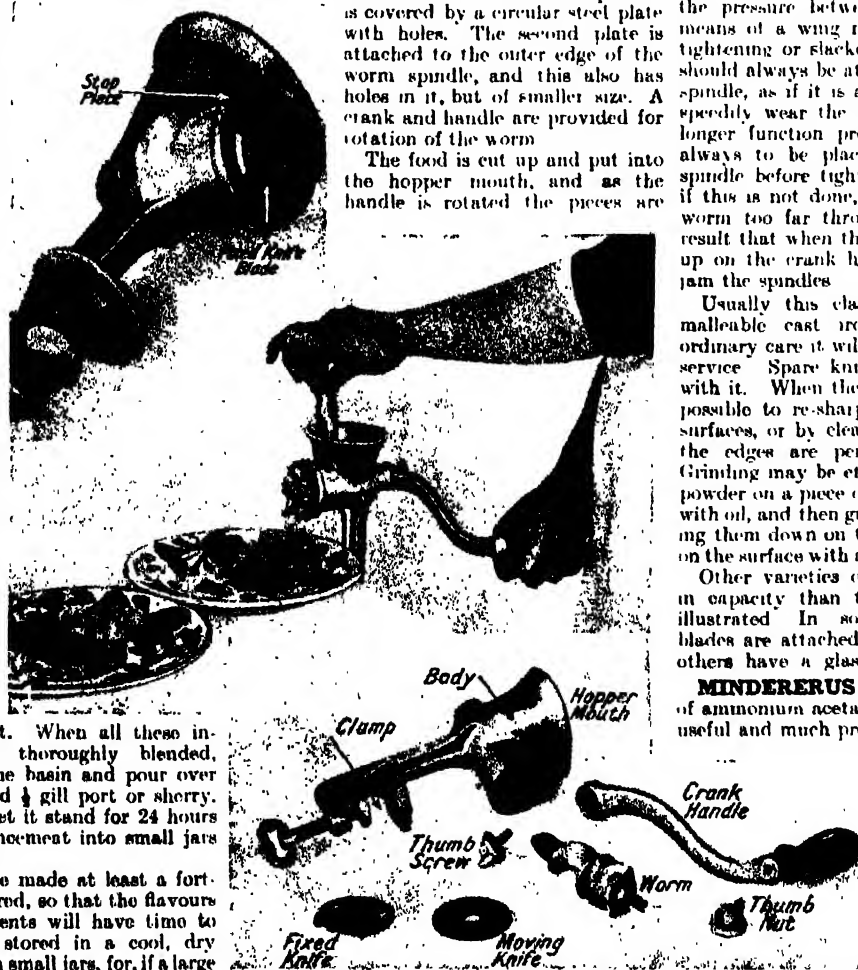 Stop
Piece
Fixed Knife
Blade
t. When all these in-
thoroughly blended,
ne basin and pour over
d ½ gill port or sherry.
et it stand for 24 hours
ncement into small jars
e made at least a fort-
red, so that the flavours
ents will have time to
stored in a cool, dry
n small jars, for, if a large
is covered by a circular steel plate
with holes. The second plate is
attached to the outer edge of the
worm spindle, and this also has
holes in it, but of smaller size. A
crank and handle are provided for
rotation of the worm
The food is cut up and put into
the hopper mouth, and as the
handle is rotated the pieces are
Body
Hopper
Mouth
Clamp
Crank
Handle
Thumb
Screw
Worm
Thumb
Nut
Fixed
Knife
Moving
Knife
the pressure betw
means of a wing n
tightening or slack
should always be at
spindle, as if it is a
speedily wear the
longer function pr
always to be plac
spindle before tigh
if this is not done,
worm too far thro
result that when th
up on the crank h
jam the spindles
Usually this cla
malleable cast iro
ordinary care it wil
service Spare kni
with it. When the
possible to re-sharp
surfaces, or by clea
the edges are per
Grinding may be ef
powder on a piece o
with oil, and then g
ing them down on t
on the surface with a
Other varieties o
in capacity than t
illustrated In so
blades are attached
others have a glas
MINDERERUS
of ammonium aceta
useful and much pr